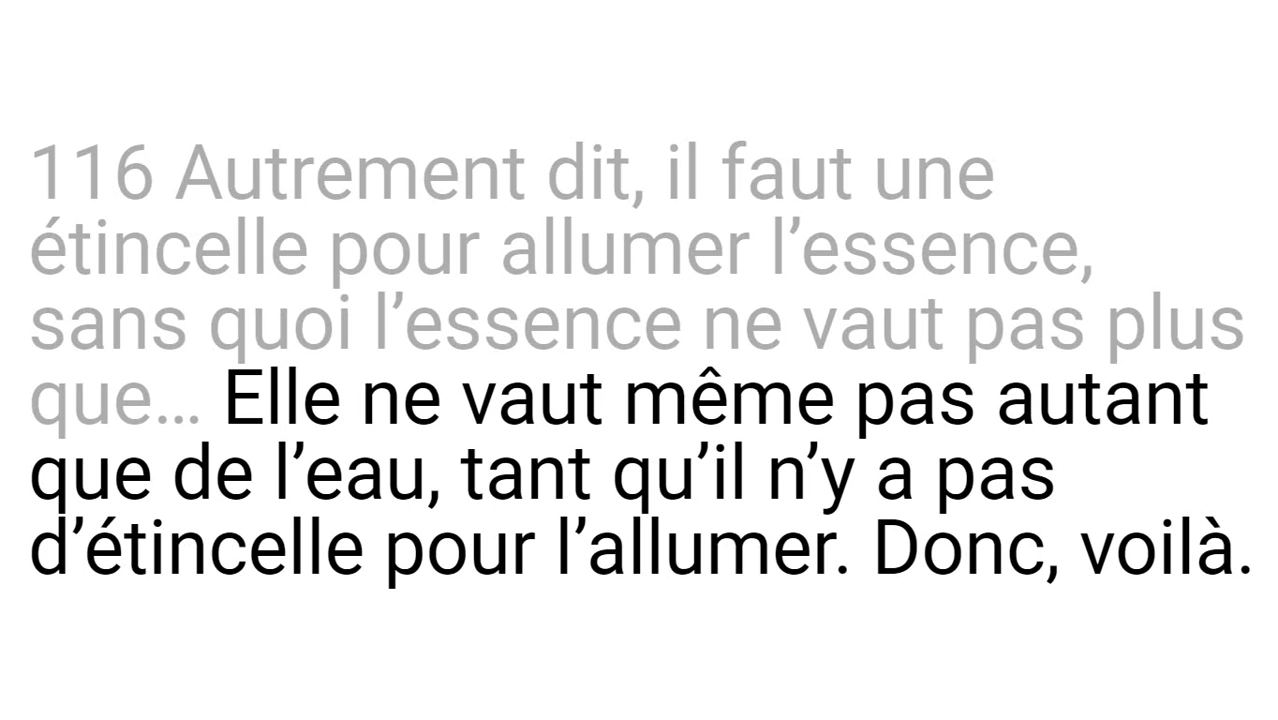 116 Autrement dit, il faut une
étincelle pour allumer l’essence,
sans quoi l’essence ne vaut pas plus
que… Elle ne vaut même pas autant
que de l’eau, tant qu’il n’y a pas
d’étincelle pour l’allumer. Donc, voilà.